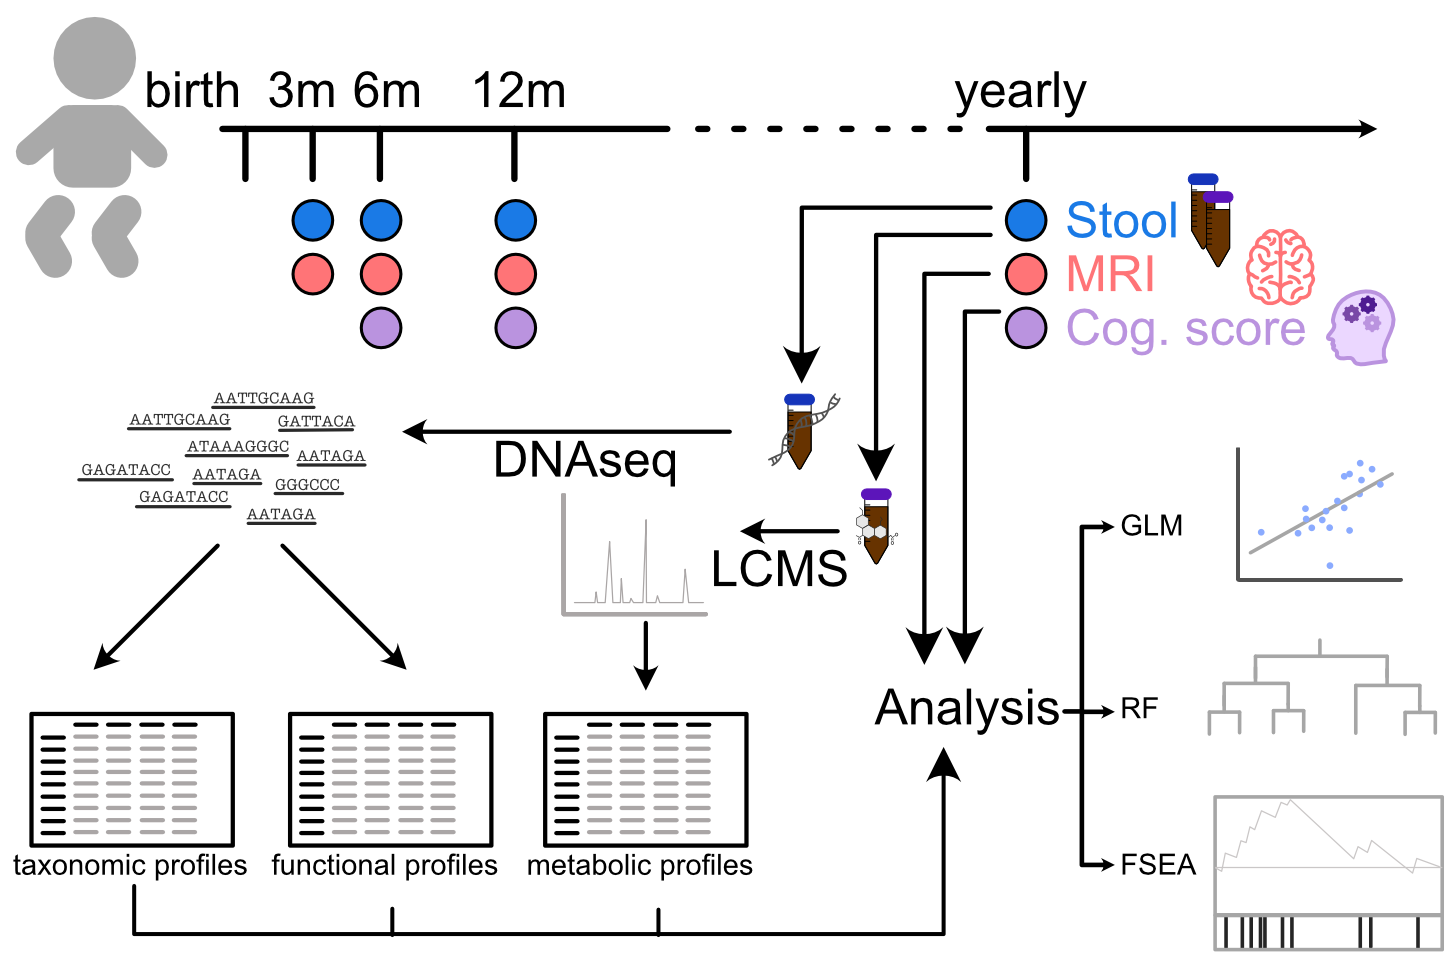 birth 3m 6m 12m yearly
Stool
MRI
Cog. score
AATTGCAAG
AATTGCAAG GATTACA
ATAAAGGGC
AATAGA
GAGATACC
AATAGA
GGGCCC
GAGATACC
AATAGA
DNAseq
LCMS
GLM
Analysis
RF
FSEA
taxonomic profiles functional profiles metabolic profiles